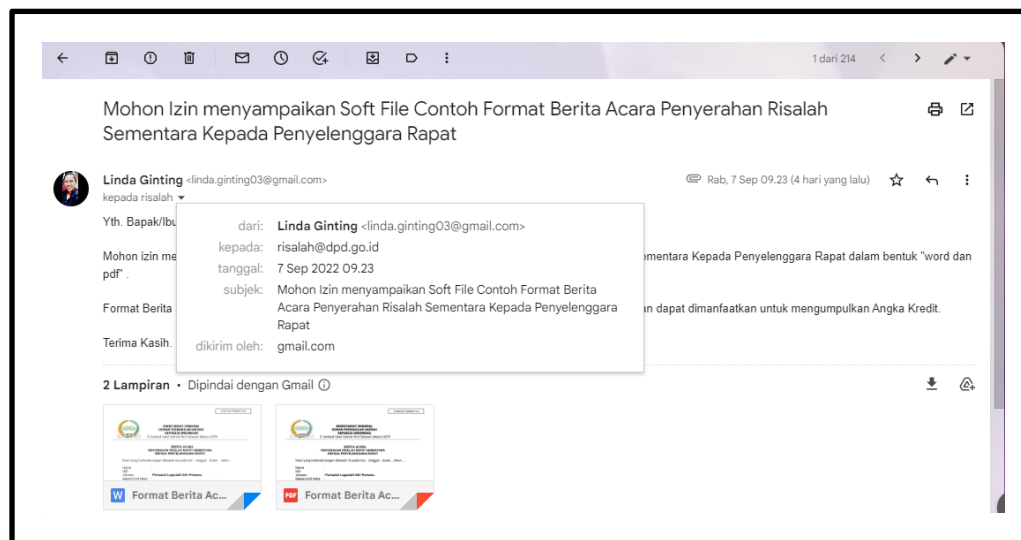 1 dari 214
Mohon Izin menyampaikan Soft File Contoh Format Berita Acara Penyerahan Risalah
Sementara Kepada Penyelenggara Rapat
Linda Ginting <linda.ginting03@gmail.com>
Rab, 7 Sep 09.23 (4 hari yang lalu)
kepada risalah
Yth. Bapak/Ibu
dari: Linda Ginting <linda.ginting03@gmail.com>
kepada: risalah@dpd.go.id
tanggal: 7 Sep 2022 09.23
subjek: Mohon Izin menyampaikan Soft File Contoh Format Berita
Acara Penyerahan Risalah Sementara Kepada Penyelenggara
Rapat
dikirim oleh: gmail.com
Mohon izin me
ementara Kepada Penyelenggara Rapat dalam bentuk "word dan
pdf" .
Format Berita
an dapat dimanfaatkan untuk mengumpulkan Angka Kredit.
Terima Kasih.
2 Lampiran • Dipindai dengan Gmail
W Format Berita Ac...
PDF Format Berita Ac...